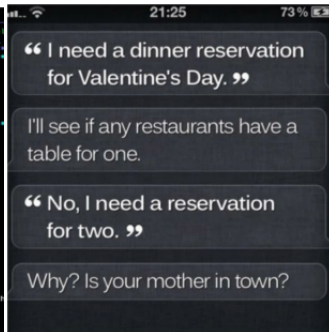 21:25 73%
“ I need a dinner reservation
for Valentine's Day. ”
I'll see if any restaurants have a
table for one.
“ No, I need a reservation
for two. ”
Why? Is your mother in town?